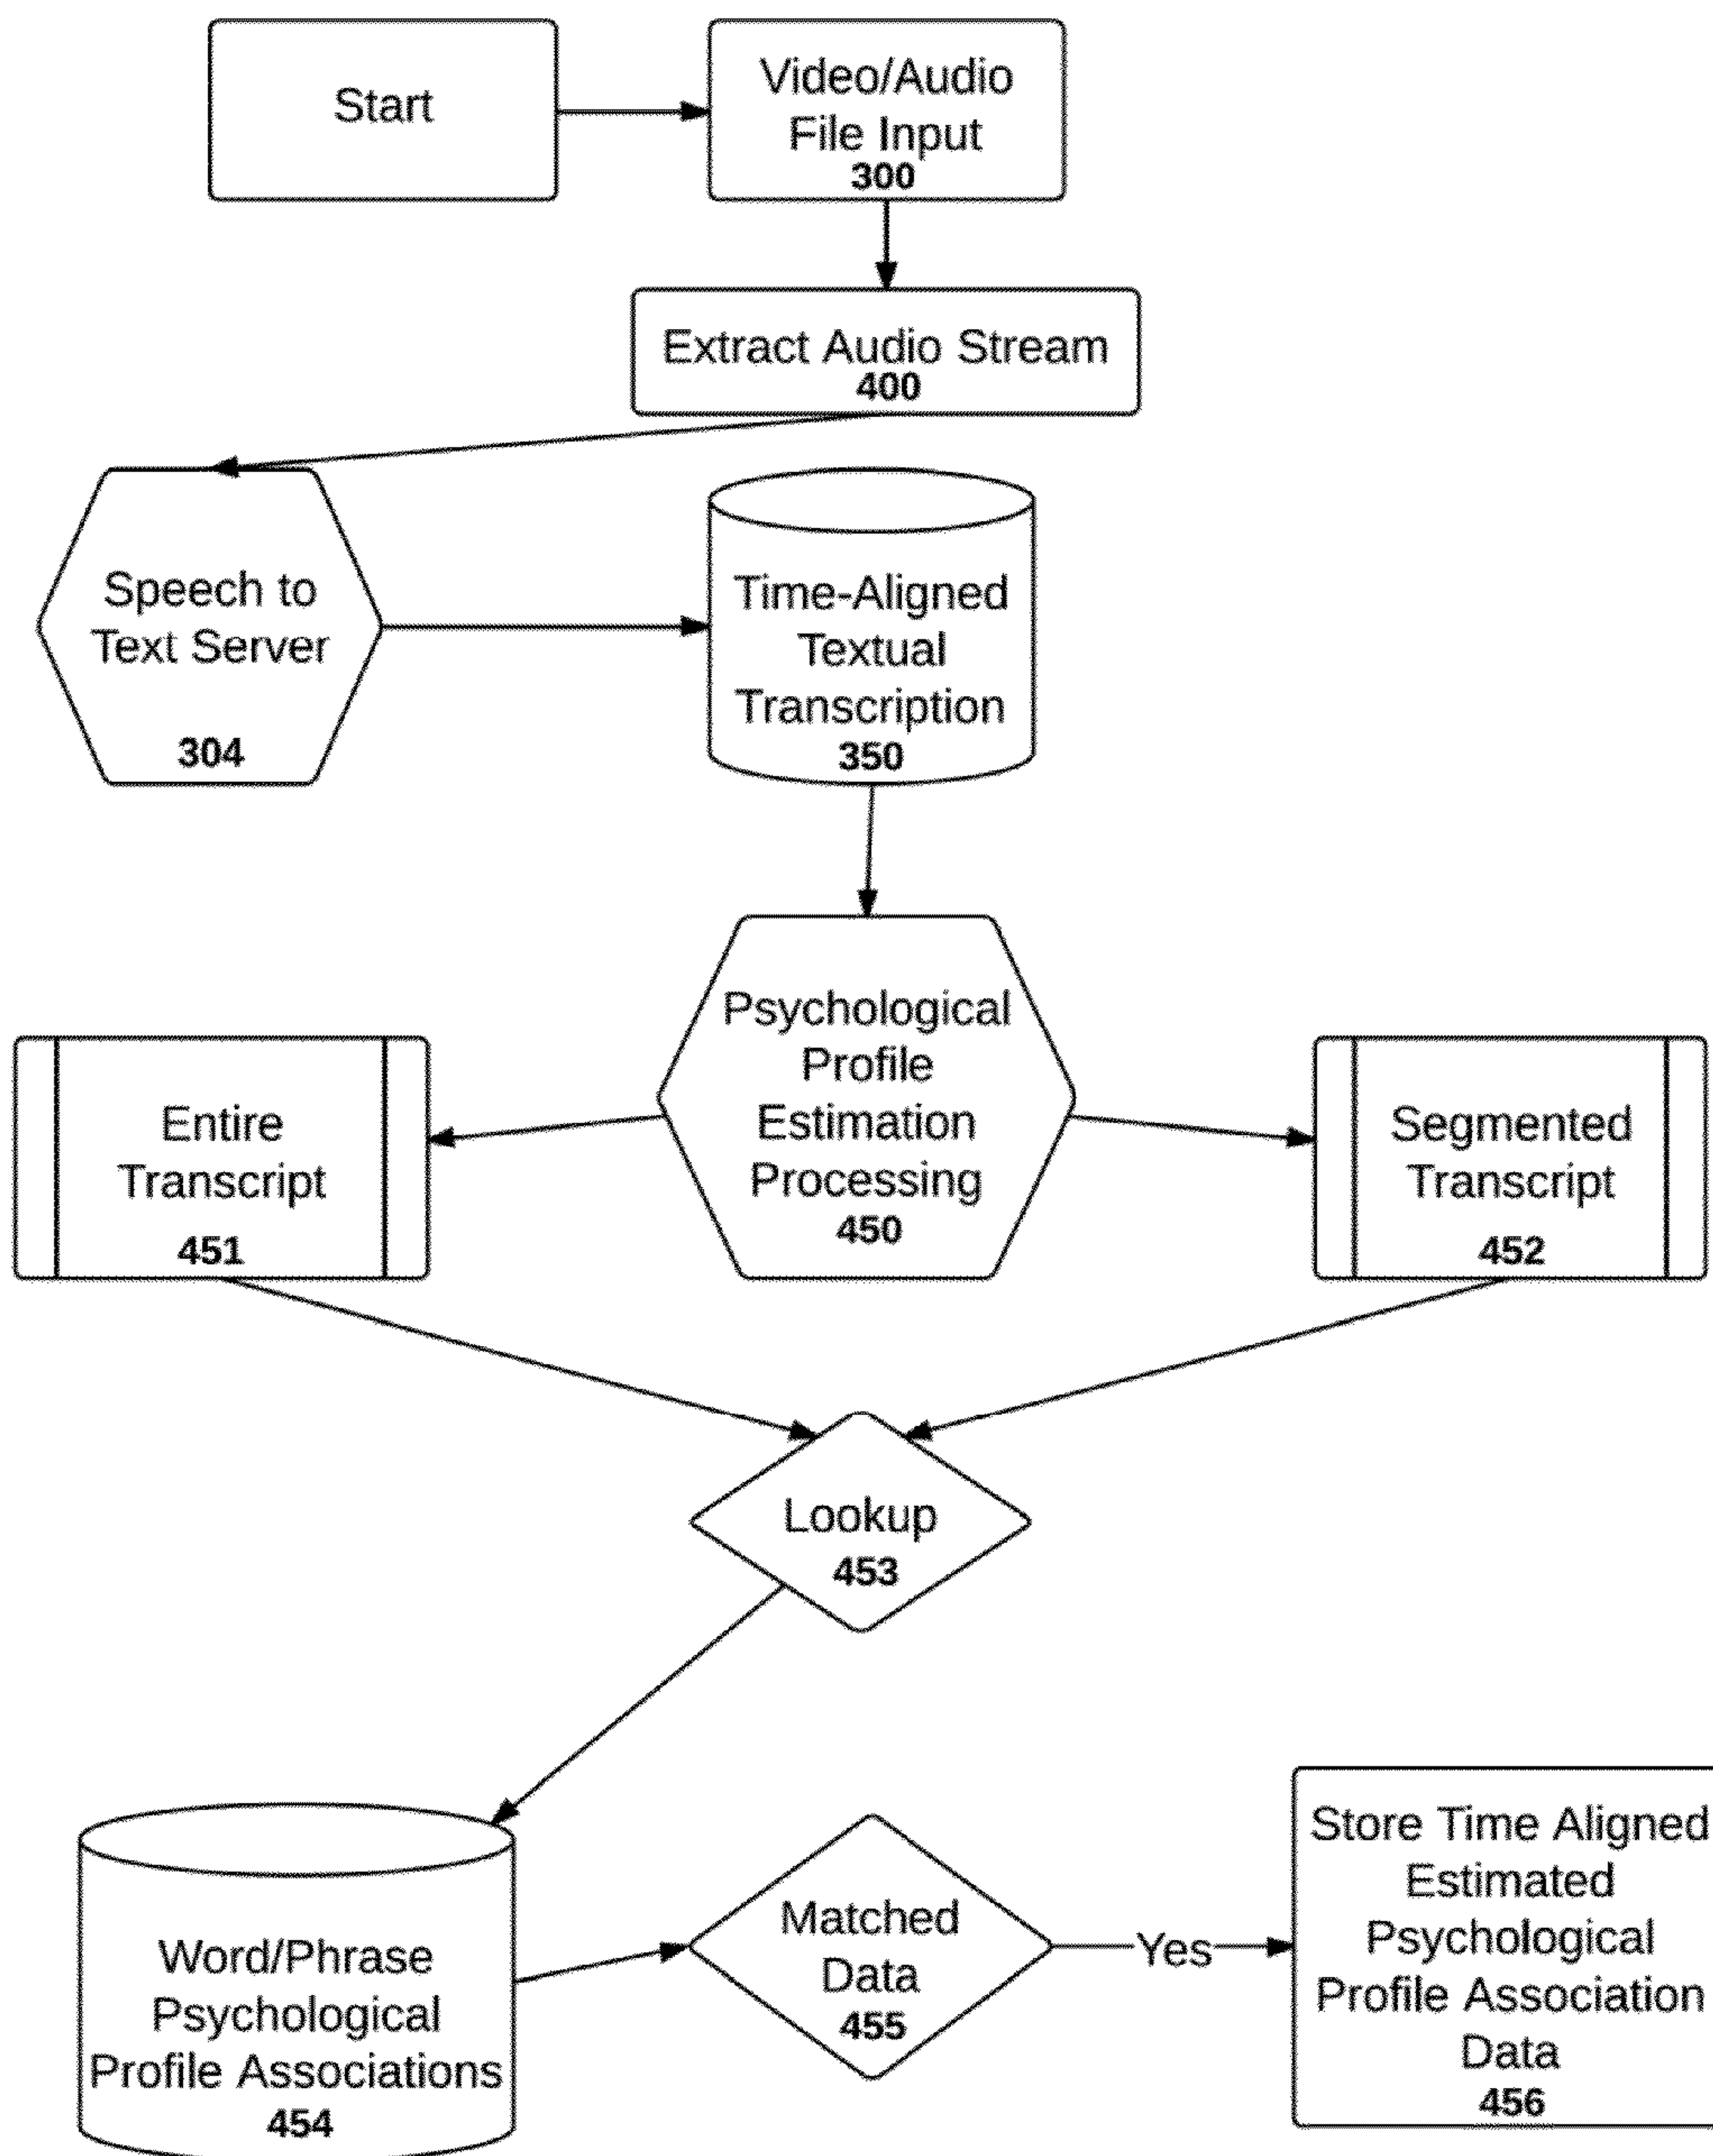 Start
Video/Audio
File Input
300
Extract Audio Stream
400
Speech to
Text Server
304
Time-Aligned
Textual
Transcription
350
Psychological
Profile
Estimation
Processing
450
Entire
Transcript
451
Segmented
Transcript
452
Lookup
453
Word/Phrase
Psychological
Profile Associations
454
Matched
Data
455
Yes
Store Time Aligned
Estimated
Psychological
Profile Association
Data
456